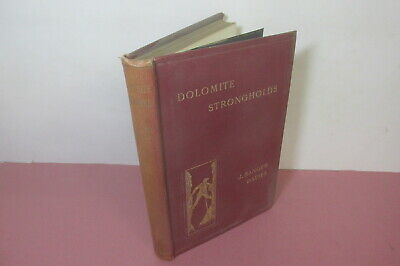 DOLOMITE
STRONGHOLDS
J. SANGER
DAVIES